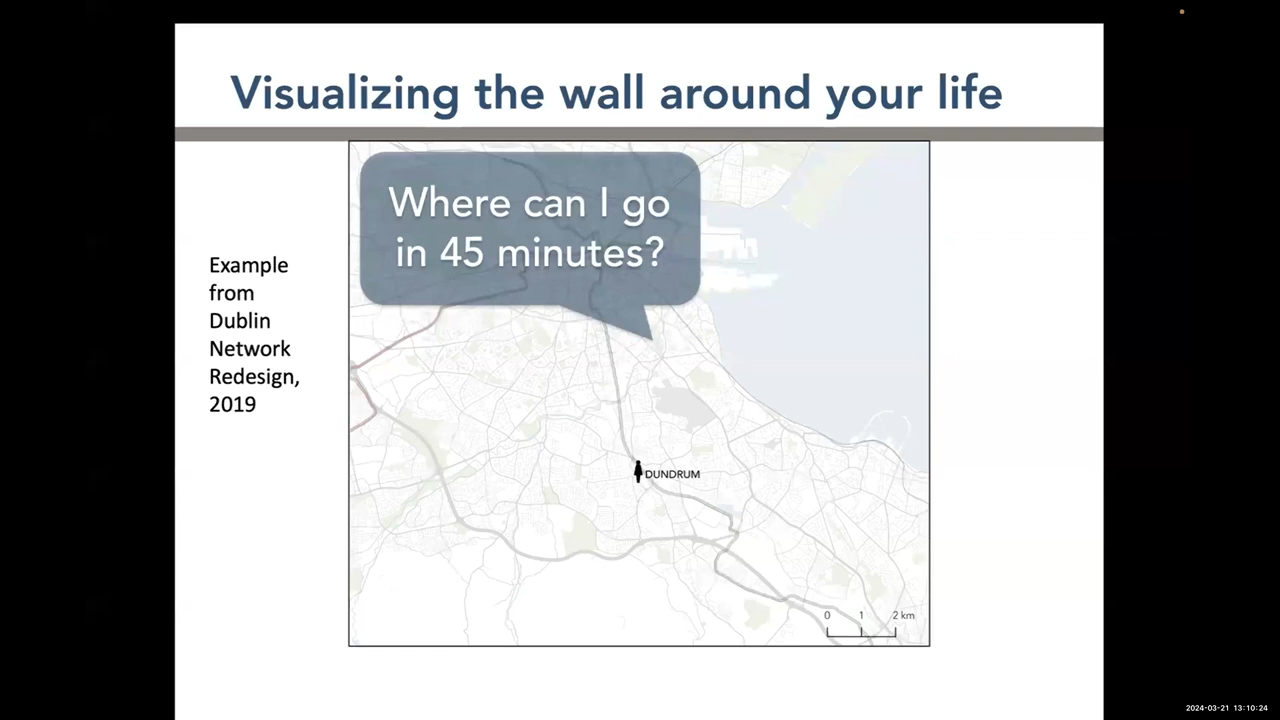 Visualizing the wall around your life
Where can I go
in 45 minutes?
Example
from
Dublin
Network
Redesign,
2019
DUNDRUM
0 1 2 km
2024-03-21 13:10:24